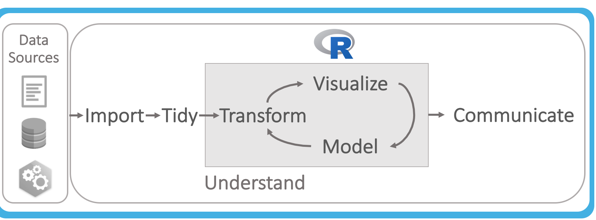 Data
Sources
R
Import
Tidy
Transform
Visualize
Model
Understand
Communicate